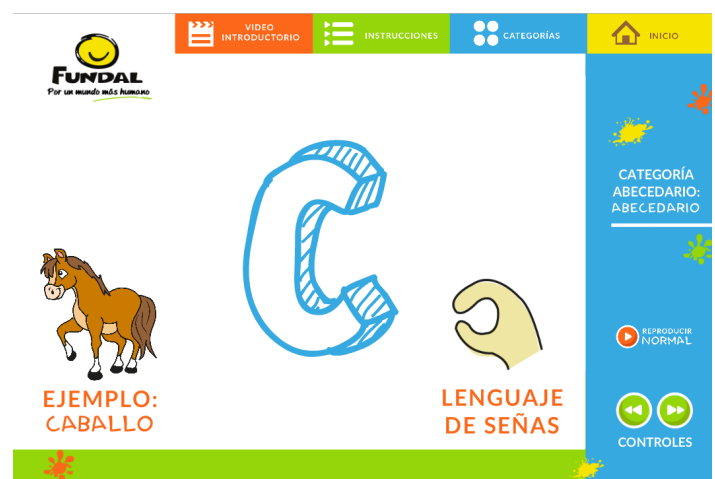 VIDEO
INTRODUCTORIO
INSTRUCCIONES
CATEGORÍAS
INICIO
FUNDAL
Por un mundo más humano
C
CATEGORÍA
ABECEDARIO:
ABECEDARIO
REPRODUCIR
NORMAL
EJEMPLO:
CABALLO
LENGUAJE
DE SEÑAS
CONTROLES